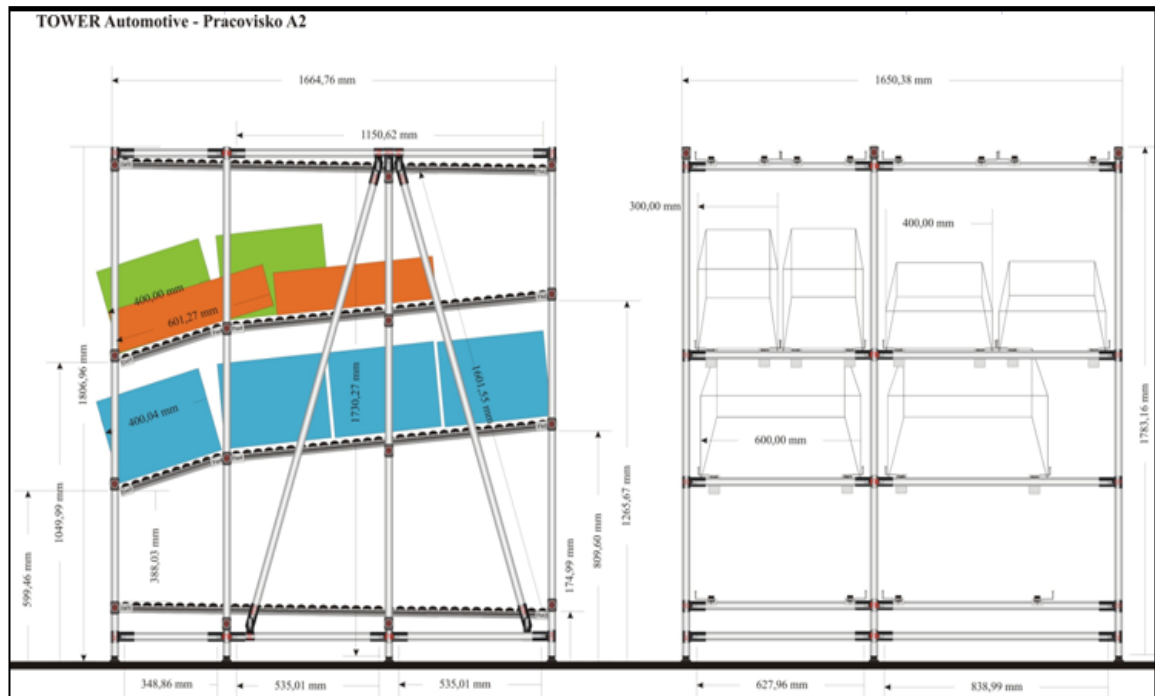 TOWER Automotive - Pracovisko A2
1664,76 mm
1650,38 mm
1150,62 mm
300,00 mm
400,00 mm
400,00 mm
601,27 mm
1806,96 mm
1730,27 mm
1601,55 mm
400,04 mm
600,00 mm
1783,16 mm
1265,67 mm
809,60 mm
174,99 mm
1049,99 mm
599,46 mm
388,03 mm
348,86 mm
535,01 mm
535,01 mm
627,96 mm
838,99 mm